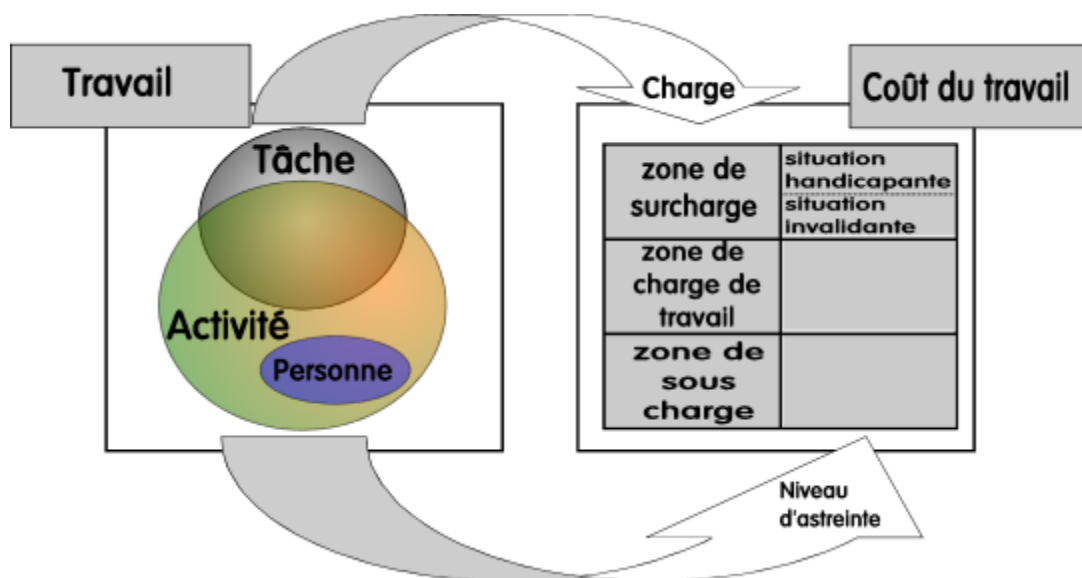 Travail
Tâche
Activité
Personne
Charge
Coût du travail
zone de
surcharge
situation
handicapante
situation
invalidante
zone de
charge de
travail
zone de
sous
charge
Niveau
d'astreinte